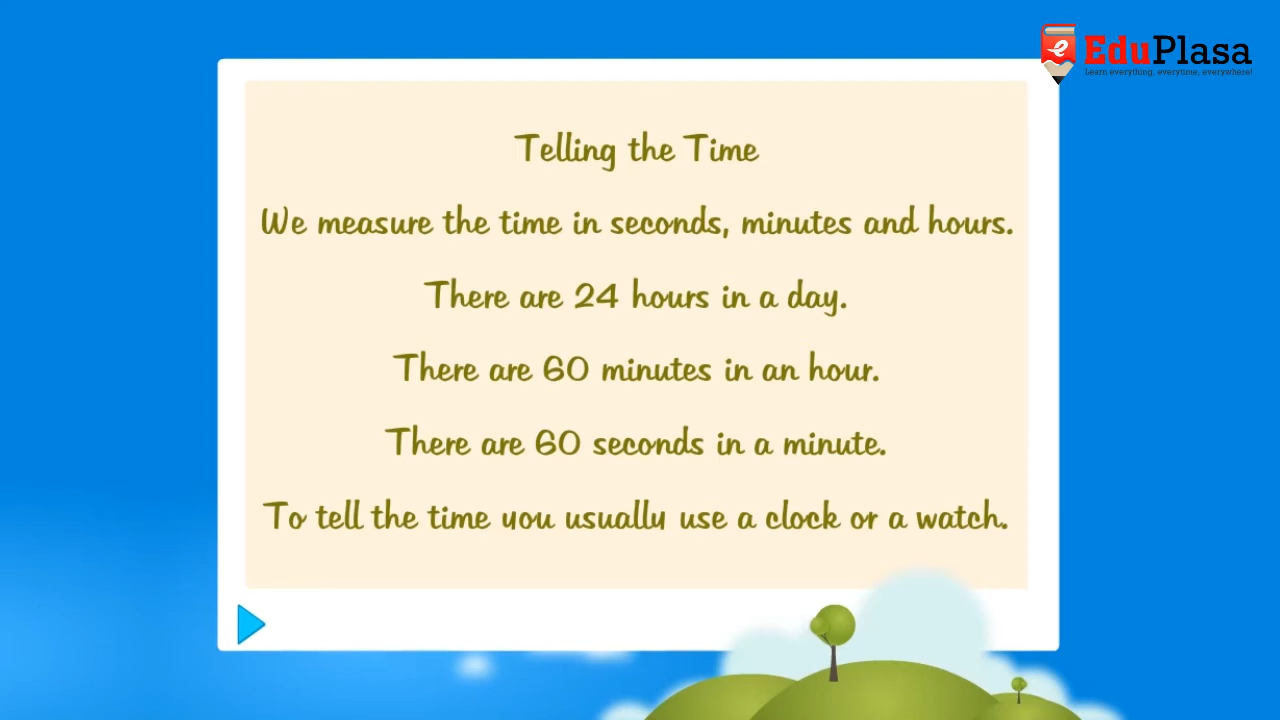 EduPlasa
Learn everything, everytime, everywhere!
Telling the Time
We measure the time in seconds, minutes and hours.
There are 24 hours in a day.
There are 60 minutes in an hour.
There are 60 seconds in a minute.
To tell the time you usually use a clock or a watch.